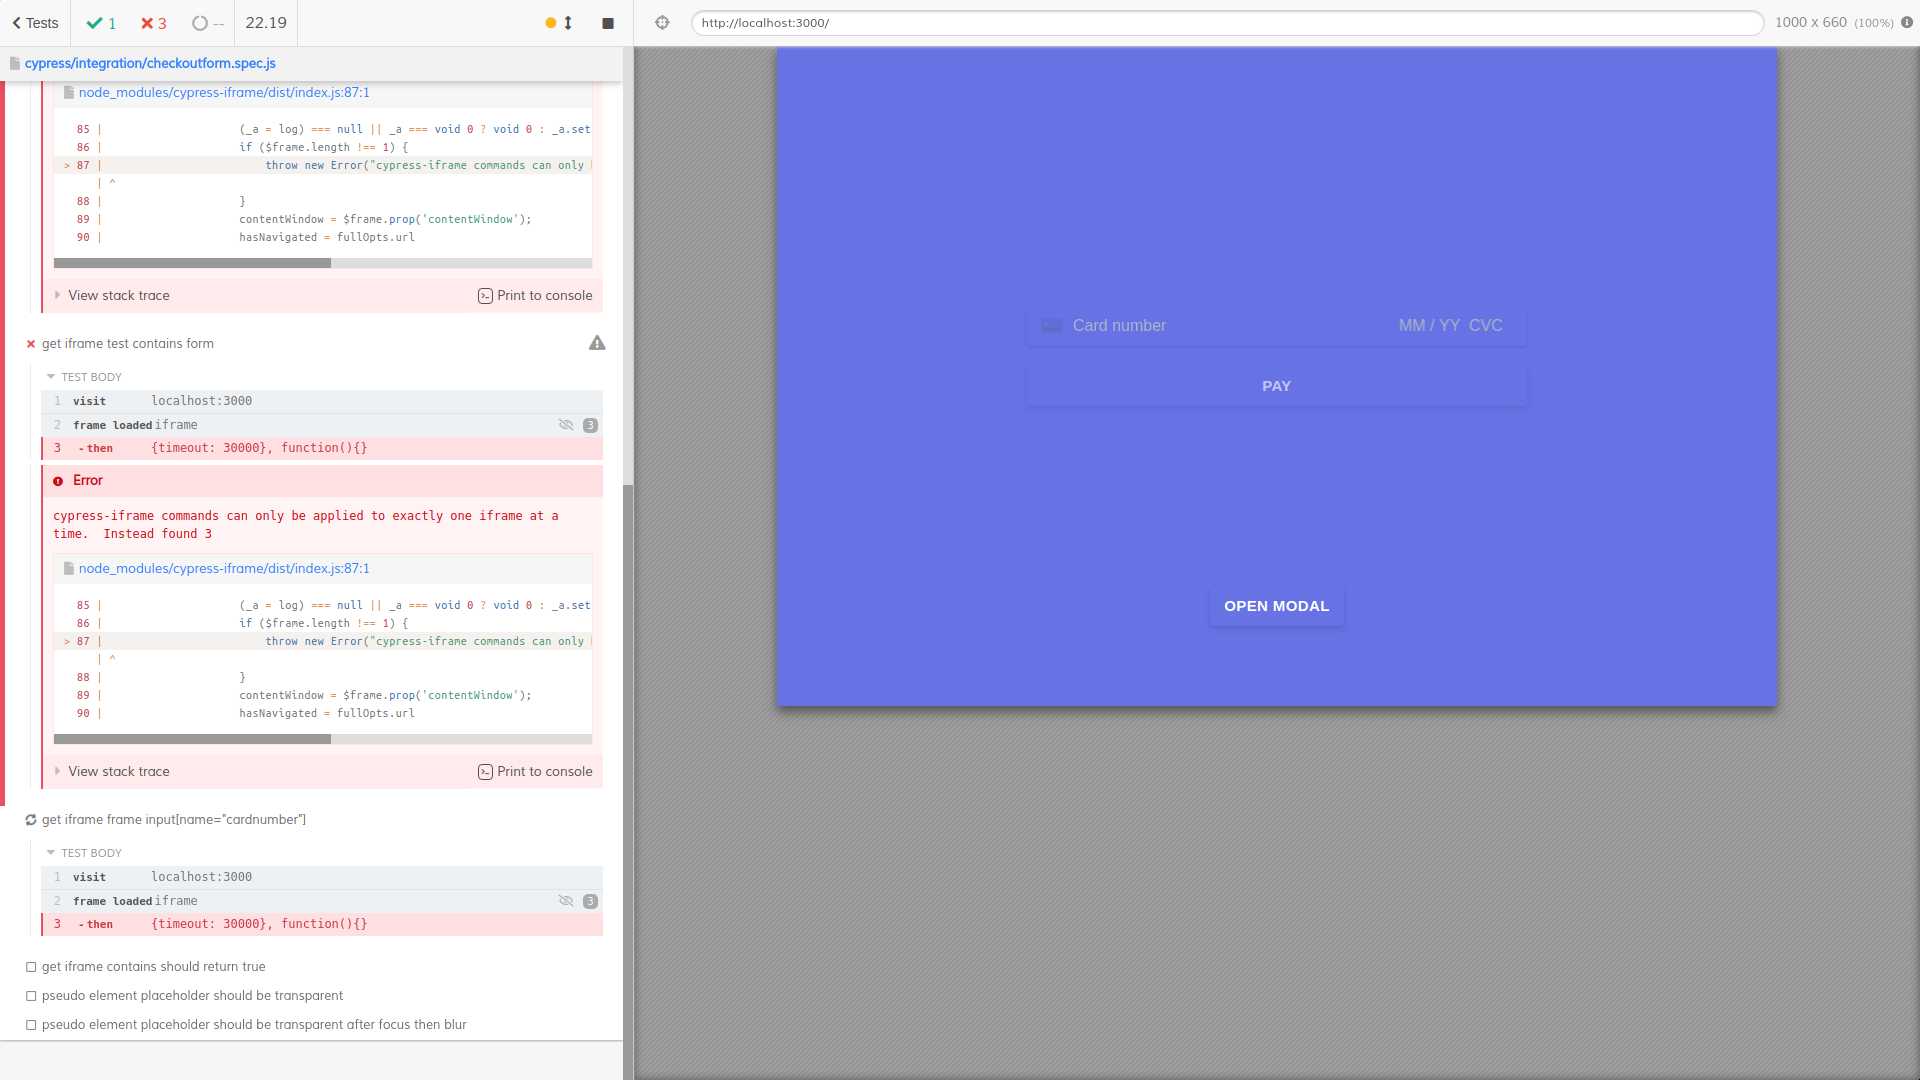 Tests
1
3
--
22.19
http://localhost:3000/
1000 x 660 (100%)
cypress/integration/checkoutform.spec.js
node_modules/cypress-iframe/dist/index.js:87:1
85 | (_a = log) === null || _a === void 0 ? void 0 : _a.set
86 | if ($frame.length !== 1) {
> 87 | throw new Error("cypress-iframe commands can only
| ^
88 | }
89 | contentWindow = $frame.prop('contentWindow');
90 | hasNavigated = fullOpts.url
View stack trace
Print to console
get iframe test contains form
TEST BODY
1 visit localhost:3000
2 frame loaded iframe 3
3 - then {timeout: 30000}, function(){}
Error
cypress-iframe commands can only be applied to exactly one iframe at a
time.  Instead found 3
node_modules/cypress-iframe/dist/index.js:87:1
85 | (_a = log) === null || _a === void 0 ? void 0 : _a.set
86 | if ($frame.length !== 1) {
> 87 | throw new Error("cypress-iframe commands can only
| ^
88 | }
89 | contentWindow = $frame.prop('contentWindow');
90 | hasNavigated = fullOpts.url
View stack trace
Print to console
get iframe frame input[name="cardnumber"]
TEST BODY
1 visit localhost:3000
2 frame loaded iframe 3
3 - then {timeout: 30000}, function(){}
get iframe contains should return true
pseudo element placeholder should be transparent
pseudo element placeholder should be transparent after focus then blur
Card number
MM / YY CVC
PAY
OPEN MODAL